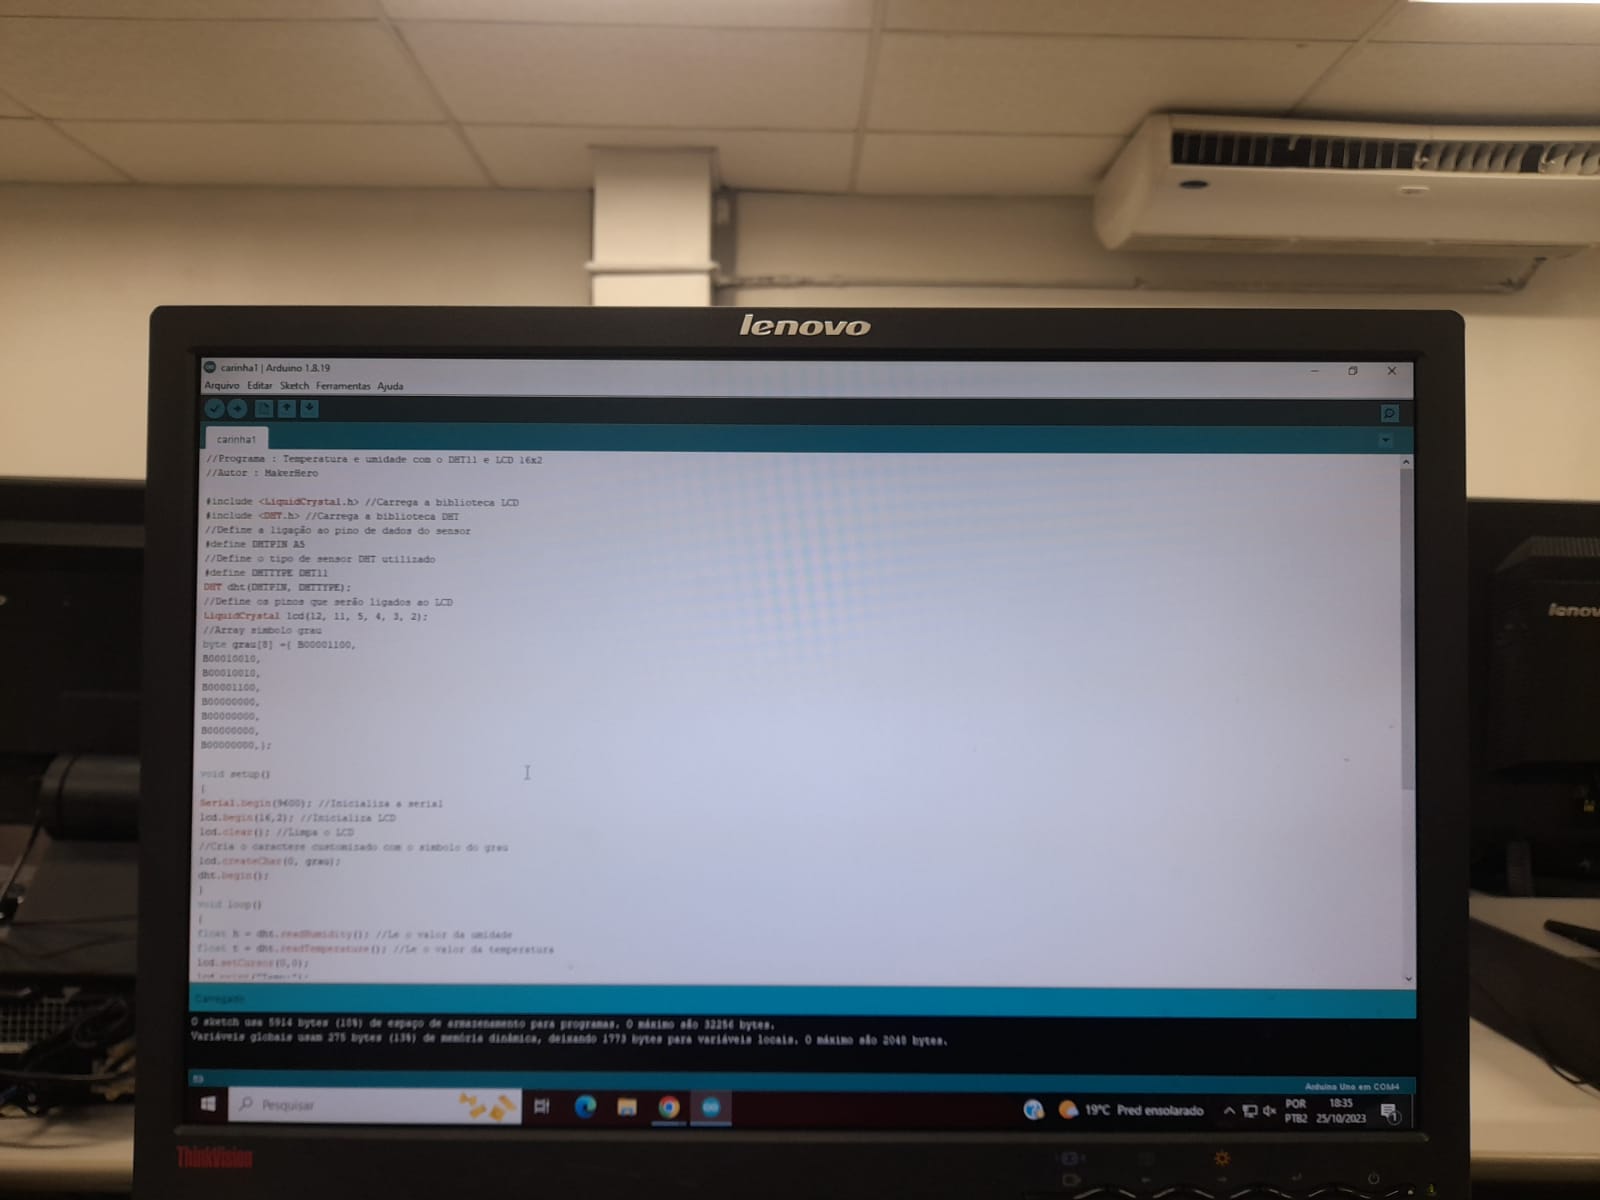 lenovo
carinha1 | Arduino 1.8.19
Arquivo Editar Sketch Ferramentas Ajuda
carinha1
//Programa : Temperatura e umidade com o DHT11 e LCD 16x2
//Autor : MakerHero
#include <LiquidCrystal.h> //Carrega a biblioteca LCD
#include <DHT.h> //Carrega a biblioteca DHT
//Define a ligação ao pino de dados do sensor
#define DHTPIN A5
//Define o tipo de sensor DHT utilizado
#define DHTTYPE DHT11
DHT dht(DHTPIN, DHTTYPE);
//Define os pinos que serão ligados ao LCD
LiquidCrystal lcd(12, 11, 5, 4, 3, 2);
//Array simbolo grau
byte grau[8] ={ B00001100,
B00010010,
B00010010,
B00001100,
B00000000,
B00000000,
B00000000,
B00000000,};
void setup()
{
Serial.begin(9600); //Inicializa a serial
lcd.begin(16,2); //Inicializa LCD
lcd.clear(); //Limpa o LCD
//Cria o caractere customizado com o simbolo do grau
lcd.createChar(0, grau);
dht.begin();
}
void loop()
{
float h = dht.readHumidity(); //Le o valor da umidade
float t = dht.readTemperature(); //Le o valor da temperatura
lcd.setCursor(0,0);
lcd.print("Temp:");
Carregado
O sketch usa 5914 bytes (18%) de espaço de armazenamento para programas. O máximo são 32256 bytes.
Variáveis globais usam 275 bytes (13%) de memória dinâmica, deixando 1773 bytes para variáveis locais. O máximo são 2048 bytes.
Arduino Uno em COM4
Pesquisar
19°C Pred ensolarado
POR
PTB2
18:35
25/10/2023
1
ThinkVision
lenovo